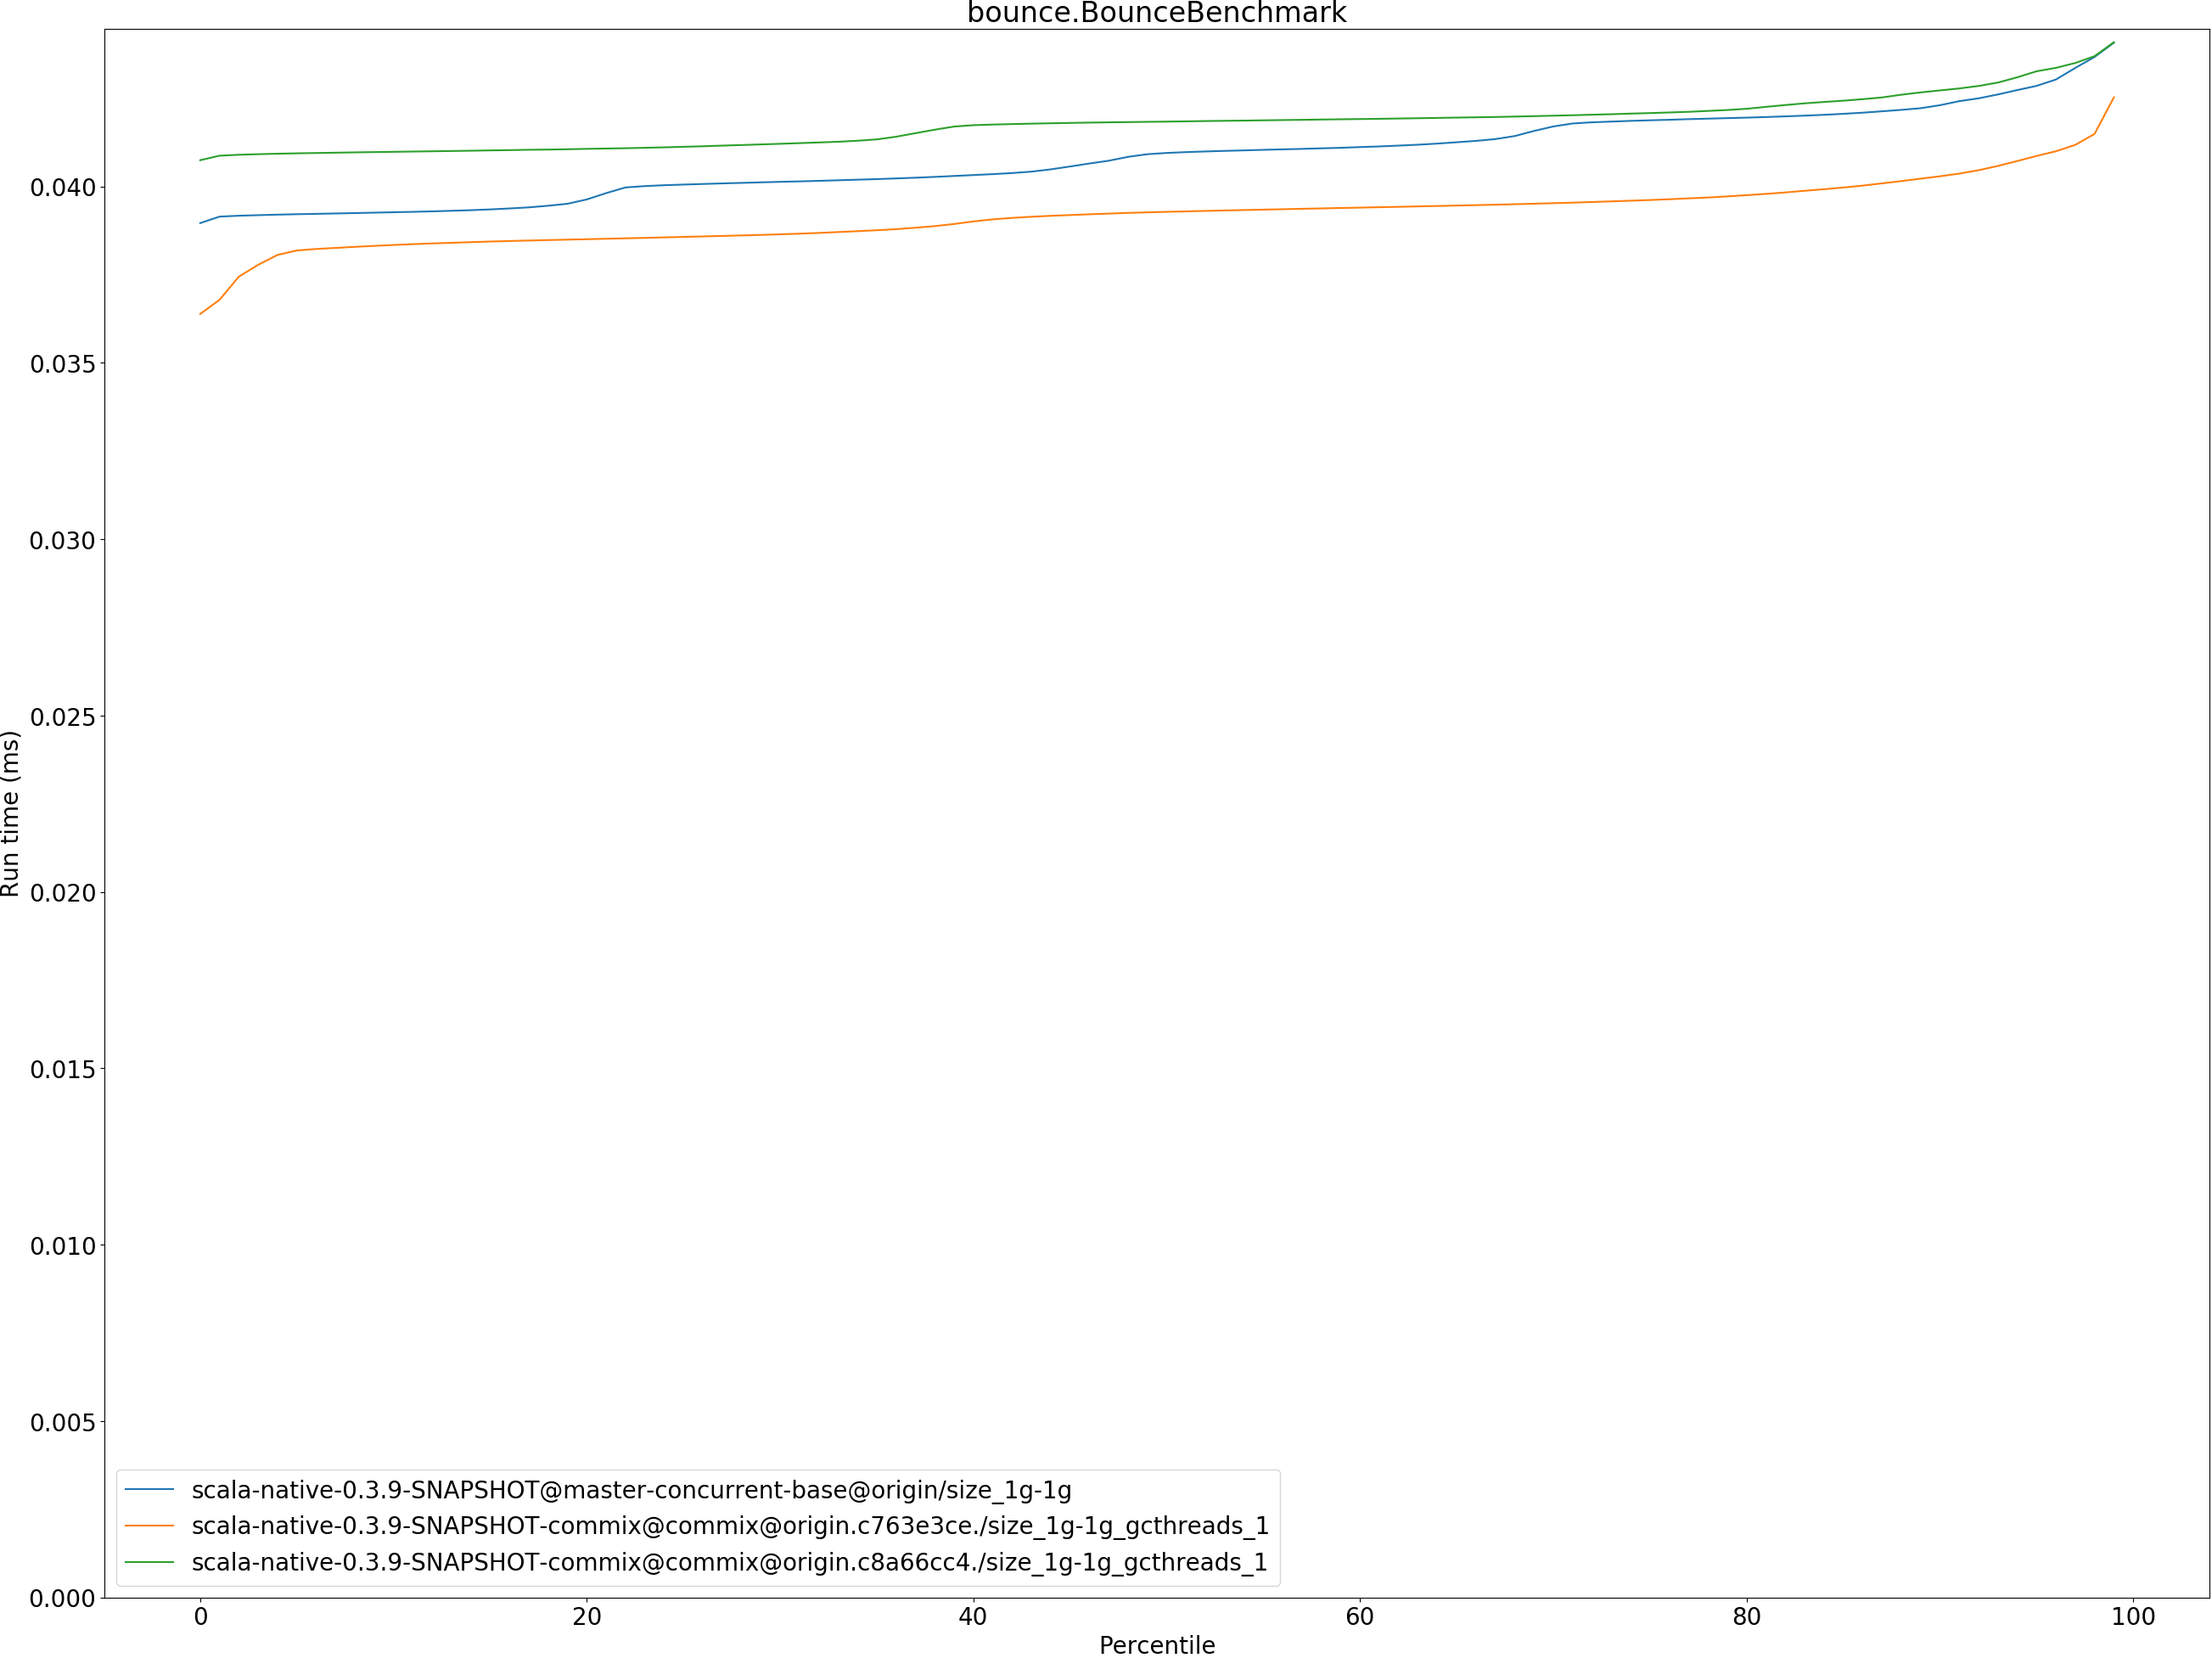 bounce.BounceBenchmark
Run time (ms)
0.040
0.035
0.030
0.025
0.020
0.015
0.010
0.005
0.000
scala-native-0.3.9-SNAPSHOT@master-concurrent-base@origin/size_1g-1g
scala-native-0.3.9-SNAPSHOT-commix@commix@origin.c763e3ce./size_1g-1g_gcthreads_1
scala-native-0.3.9-SNAPSHOT-commix@commix@origin.c8a66cc4./size_1g-1g_gcthreads_1
0 20 40 60 80 100
Percentile